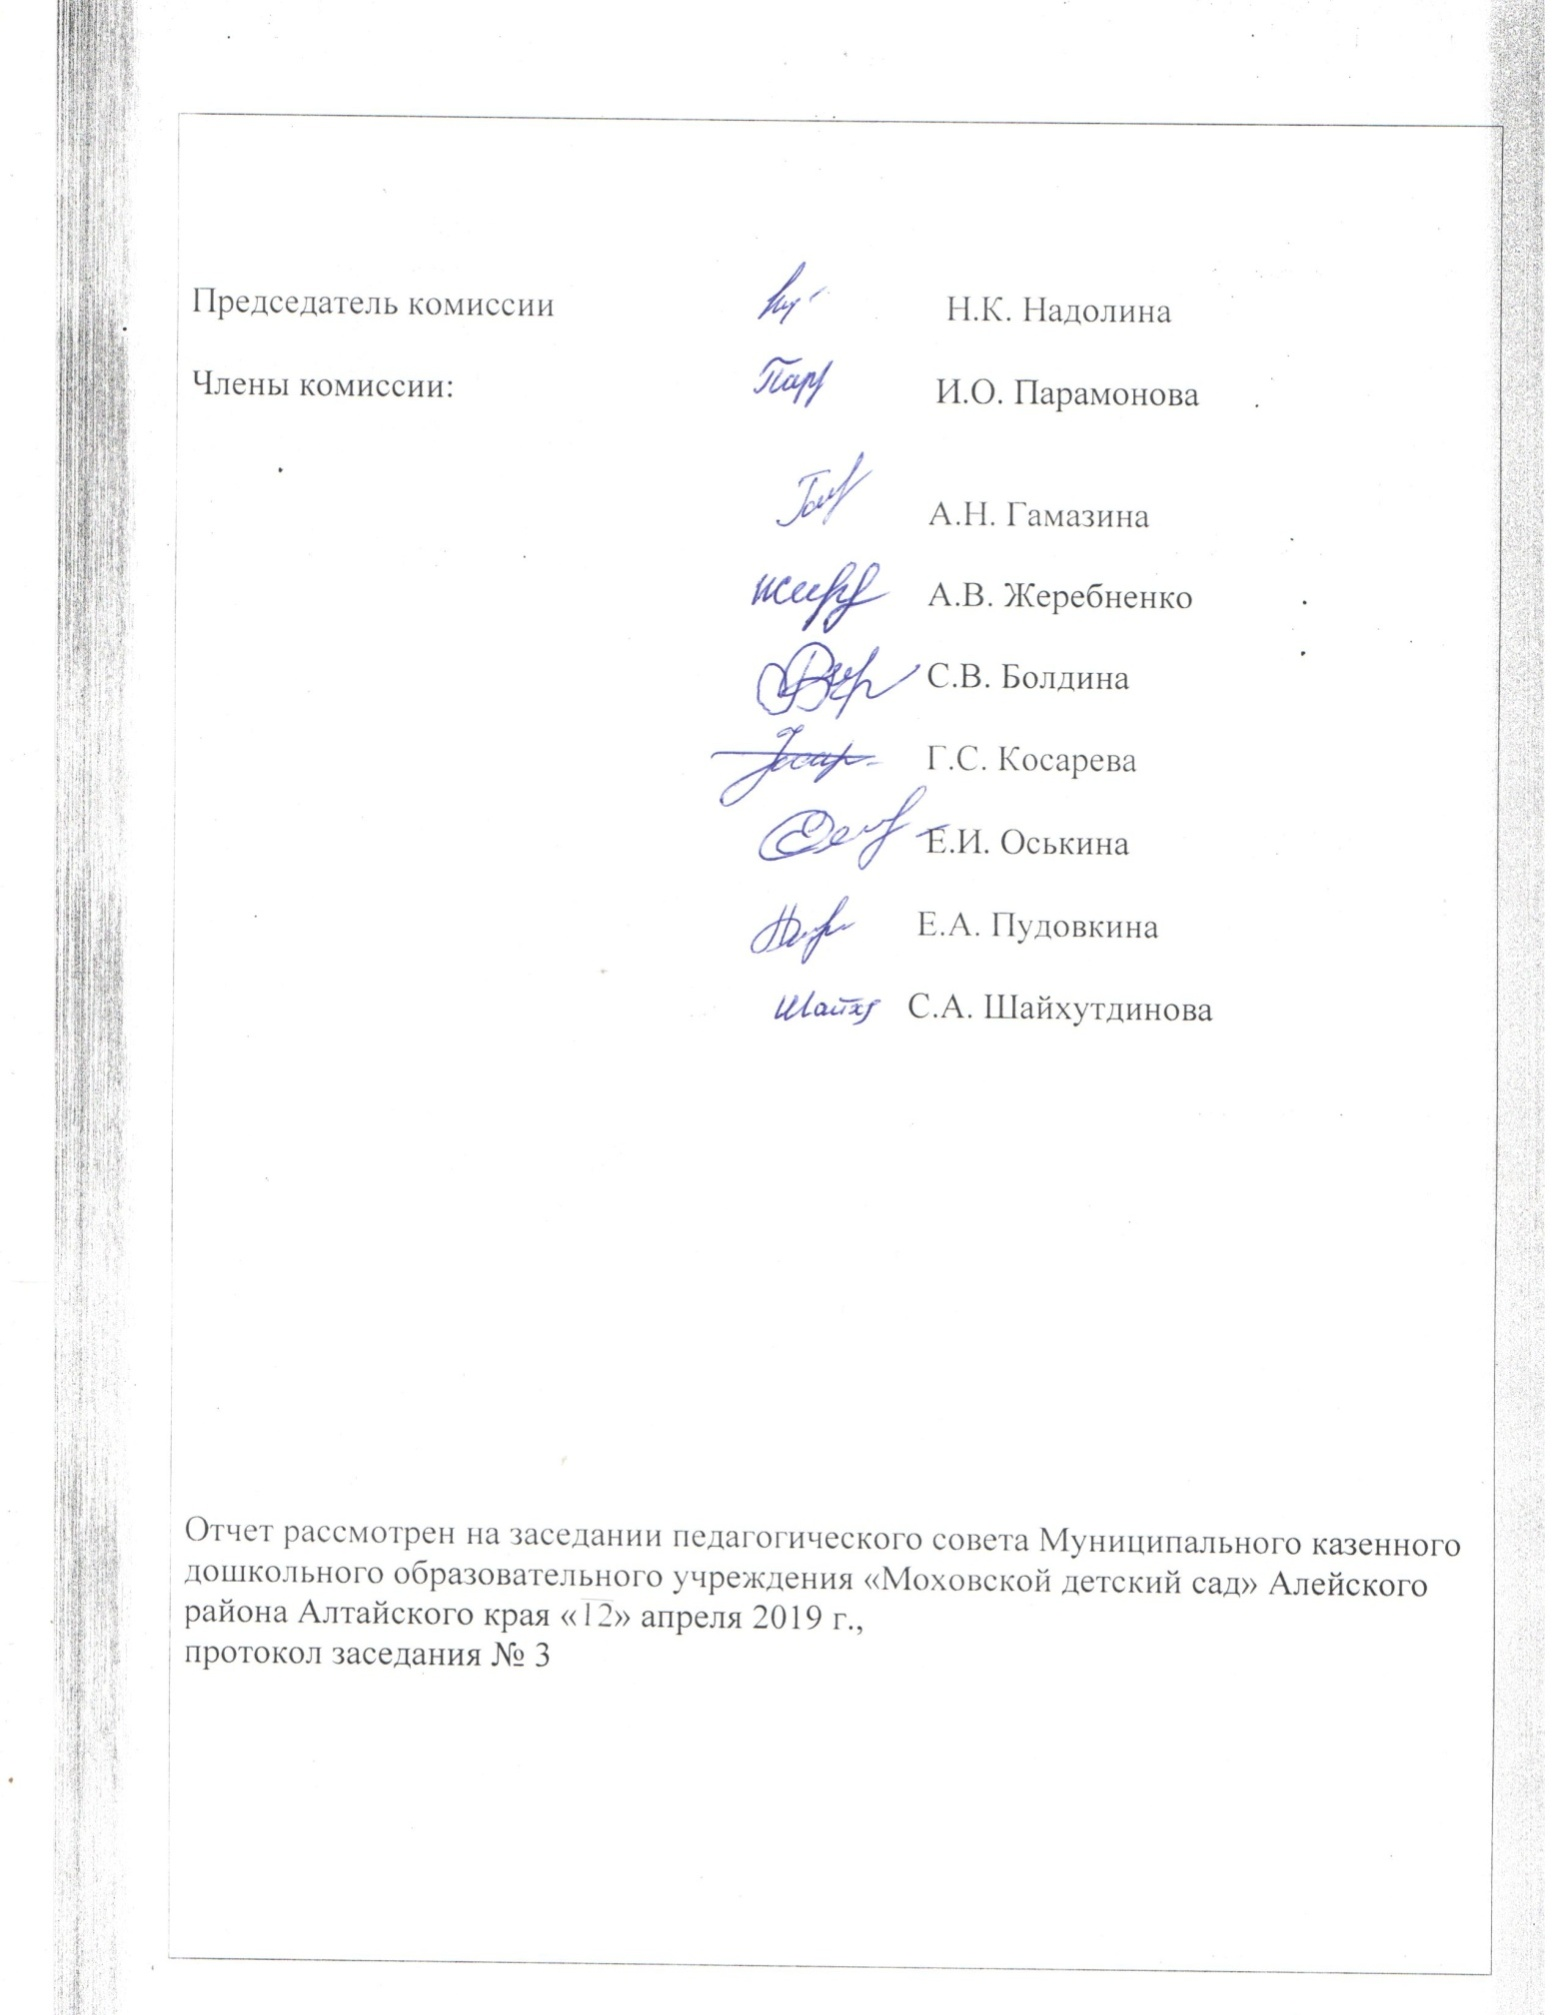 Председатель комиссии Н.К. Надолина
Члены комиссии: Пар И.О. Парамонова
А.Н. Гамазина
А.В. Жеребненко
С.В. Болдина
Г.С. Косарева
Е.И. Оськина
Е.А. Пудовкина
Шайх С.А. Шайхутдинова
Отчет рассмотрен на заседании педагогического совета Муниципального казенного
дошкольного образовательного учреждения «Моховской детский сад» Алейского
района Алтайского края «12» апреля 2019 г.,
протокол заседания № 3